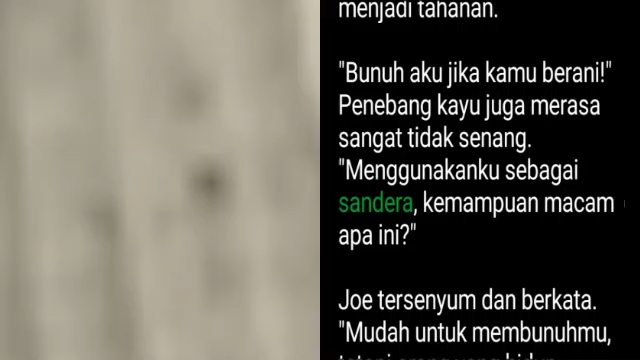 menjadi tahanan.
"Bunuh aku jika kamu berani!"
Penebang kayu juga merasa
sangat tidak senang.
"Menggunakanku sebagai
sandera, kemampuan macam
apa ini?"
Joe tersenyum dan berkata.
"Mudah untuk membunuhmu,